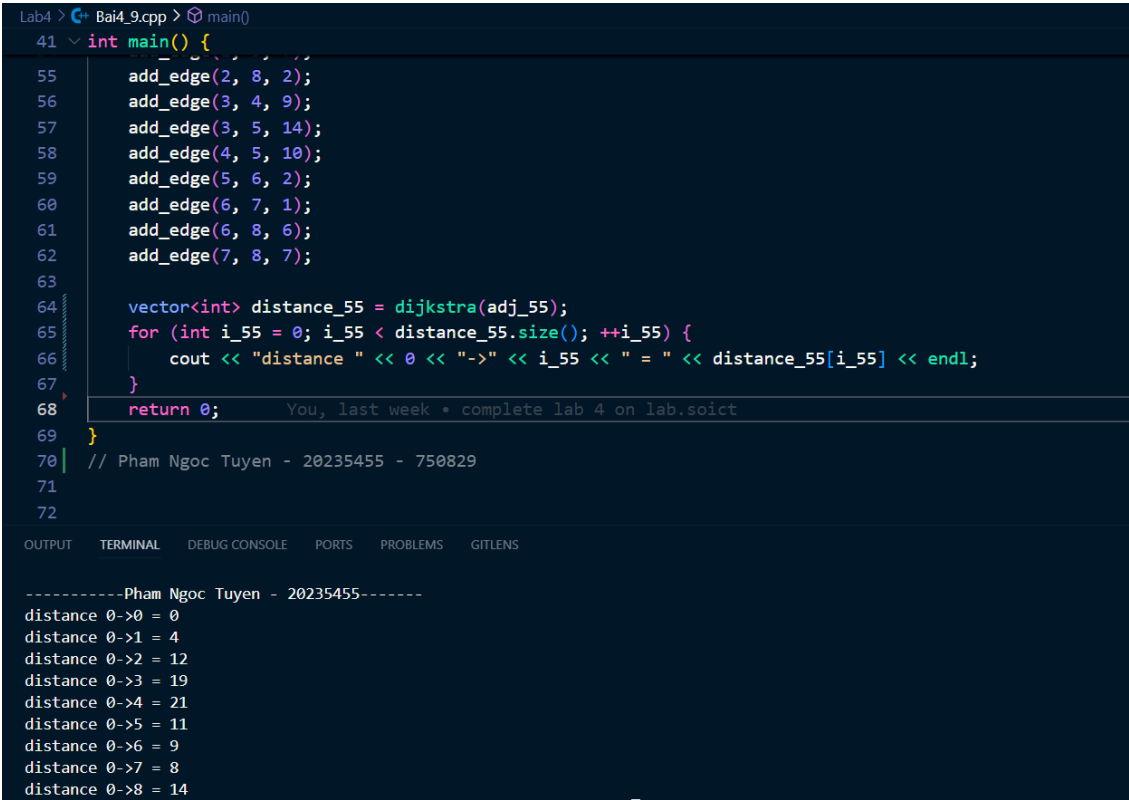 Lab4 > Bai4_9.cpp > main()
41 int main() {
55 add_edge(2, 8, 2);
56 add_edge(3, 4, 9);
57 add_edge(3, 5, 14);
58 add_edge(4, 5, 10);
59 add_edge(5, 6, 2);
60 add_edge(6, 7, 1);
61 add_edge(6, 8, 6);
62 add_edge(7, 8, 7);
63
64 vector<int> distance_55 = dijkstra(adj_55);
65 for (int i_55 = 0; i_55 < distance_55.size(); ++i_55) {
66 cout << "distance " << 0 << "->" << i_55 << " = " << distance_55[i_55] << endl;
67 }
68 return 0; You, last week • complete lab 4 on lab.soict
69 }
70 // Pham Ngoc Tuyen - 20235455 - 750829
71
72
OUTPUT TERMINAL DEBUG CONSOLE PORTS PROBLEMS GITLENS
-----------Pham Ngoc Tuyen - 20235455-------
distance 0->0 = 0
distance 0->1 = 4
distance 0->2 = 12
distance 0->3 = 19
distance 0->4 = 21
distance 0->5 = 11
distance 0->6 = 9
distance 0->7 = 8
distance 0->8 = 14